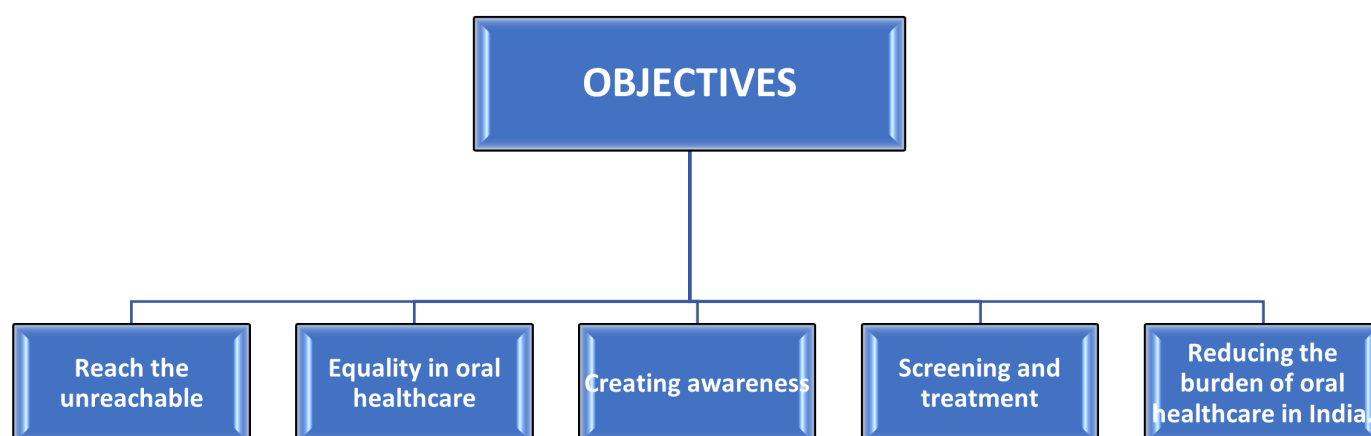 OBJECTIVES
Reach the
unreachable
Equality in oral
healthcare
Creating awareness
Screening and
treatment
Reducing the
burden of oral
healthcare in India.